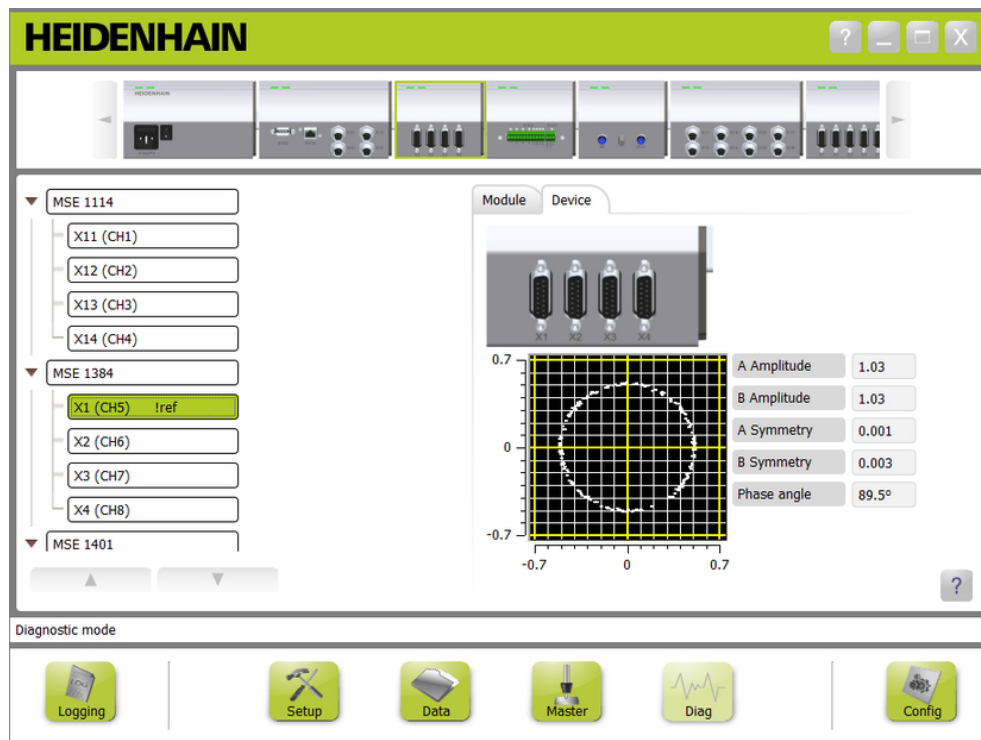 HEIDENHAIN
?
X
HEIDENHAIN
MSE 1114
X11 (CH1)
X12 (CH2)
X13 (CH3)
X14 (CH4)
MSE 1384
X1 (CH5) !ref
X2 (CH6)
X3 (CH7)
X4 (CH8)
MSE 1401
Module Device
X1 X2 X3 X4
0.7
0
-0.7
-0.7 0 0.7
A Amplitude 1.03
B Amplitude 1.03
A Symmetry 0.001
B Symmetry 0.003
Phase angle 89.5°
?
Diagnostic mode
LOG
Logging
Setup
Data
Master
Diag
Config